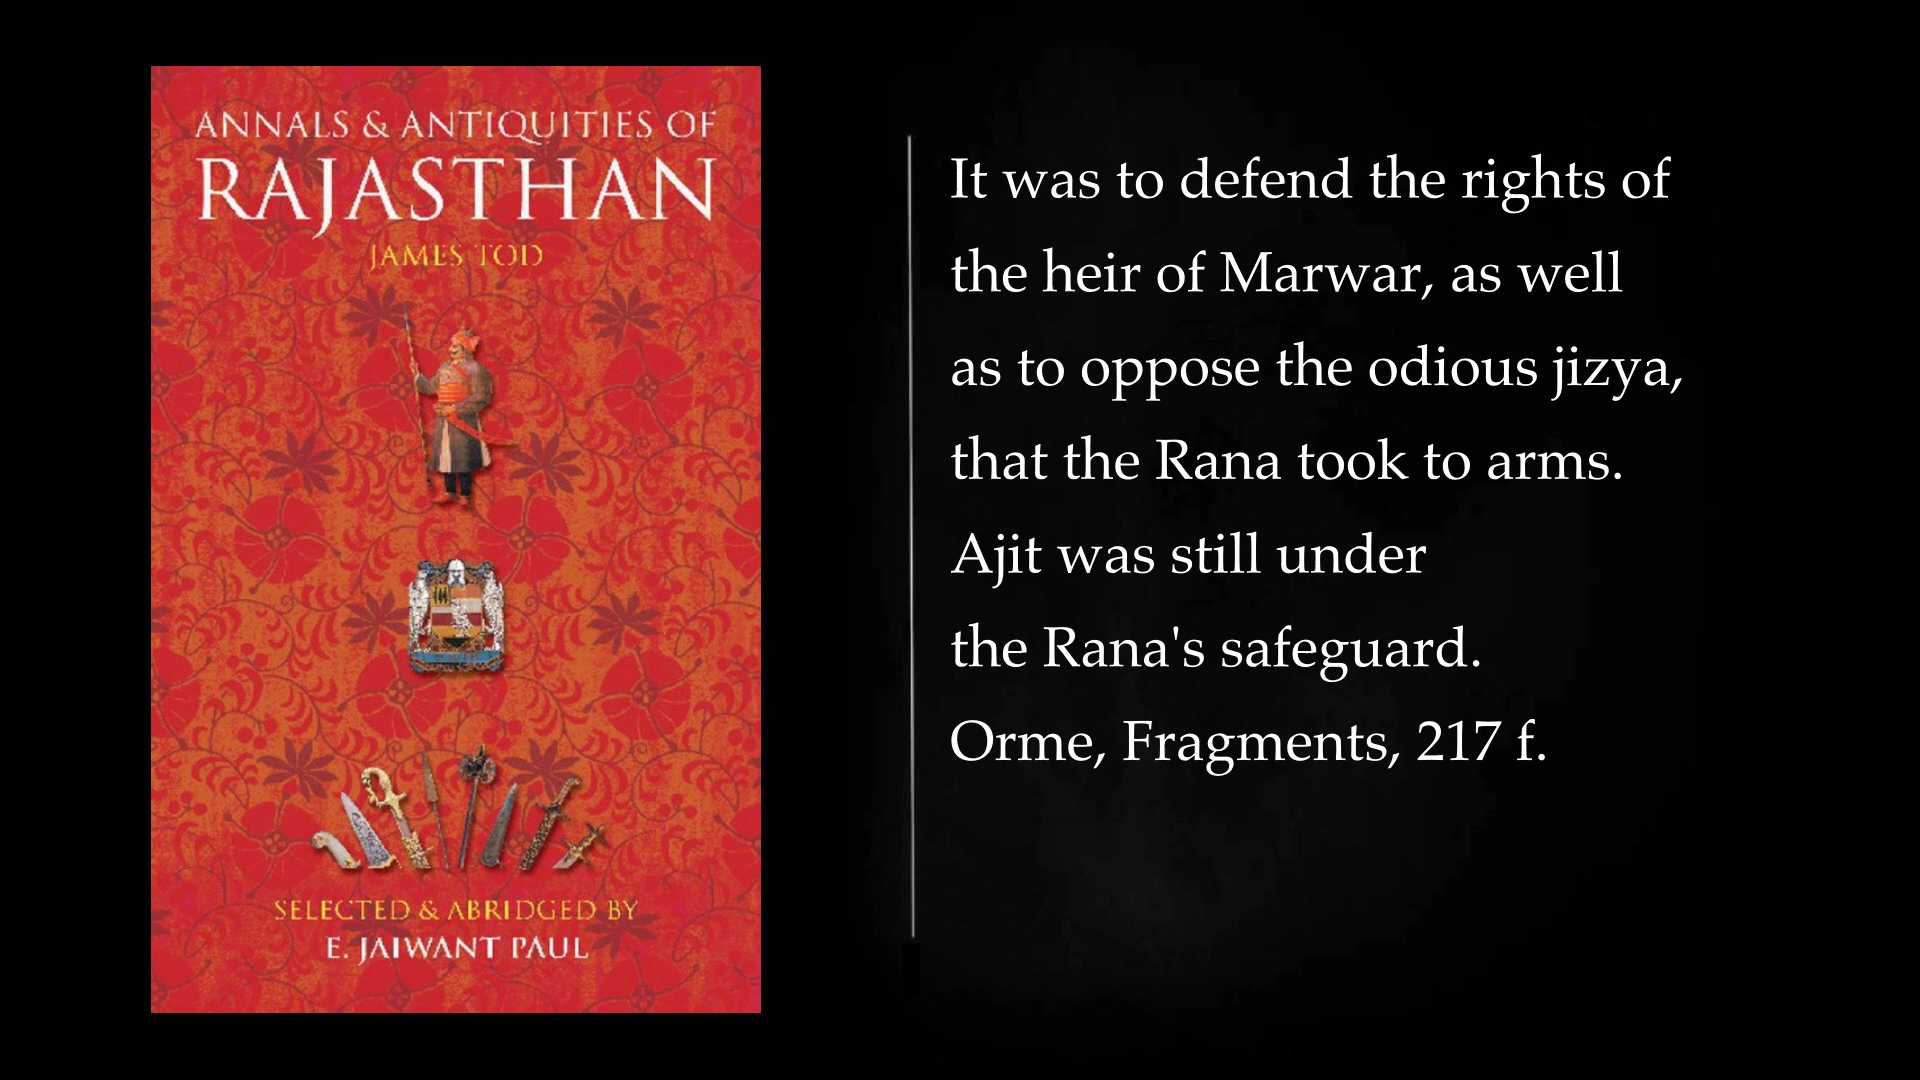 ANNALS & ANTIQUITIES OF
RAJASTHAN
JAMES TOD
SELECTED & ABRIDGED BY
E. JAIWANT PAUL
It was to defend the rights of
the heir of Marwar, as well
as to oppose the odious jizya,
that the Rana took to arms.
Ajit was still under
the Rana's safeguard.
Orme, Fragments, 217 f.